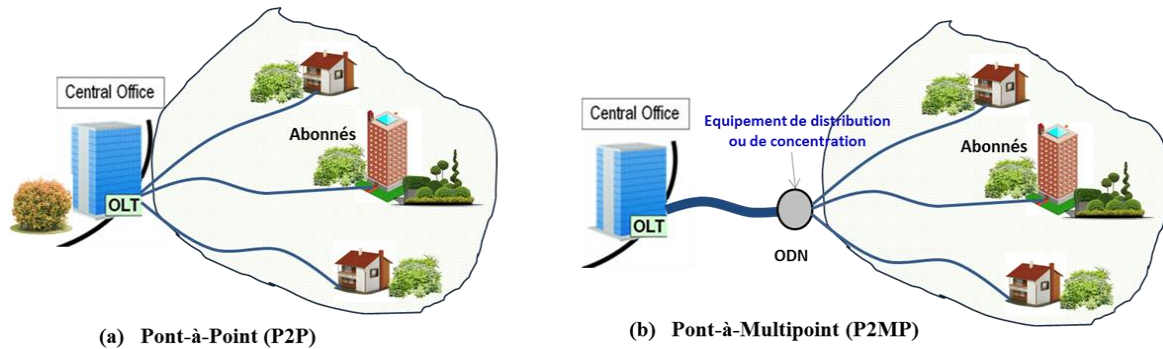 Central Office
OLT
Abonnés
(a) Pont-à-Point (P2P)
Central Office
OLT
Equipement de distribution
ou de concentration
ODN
Abonnés
(b) Pont-à-Multipoint (P2MP)